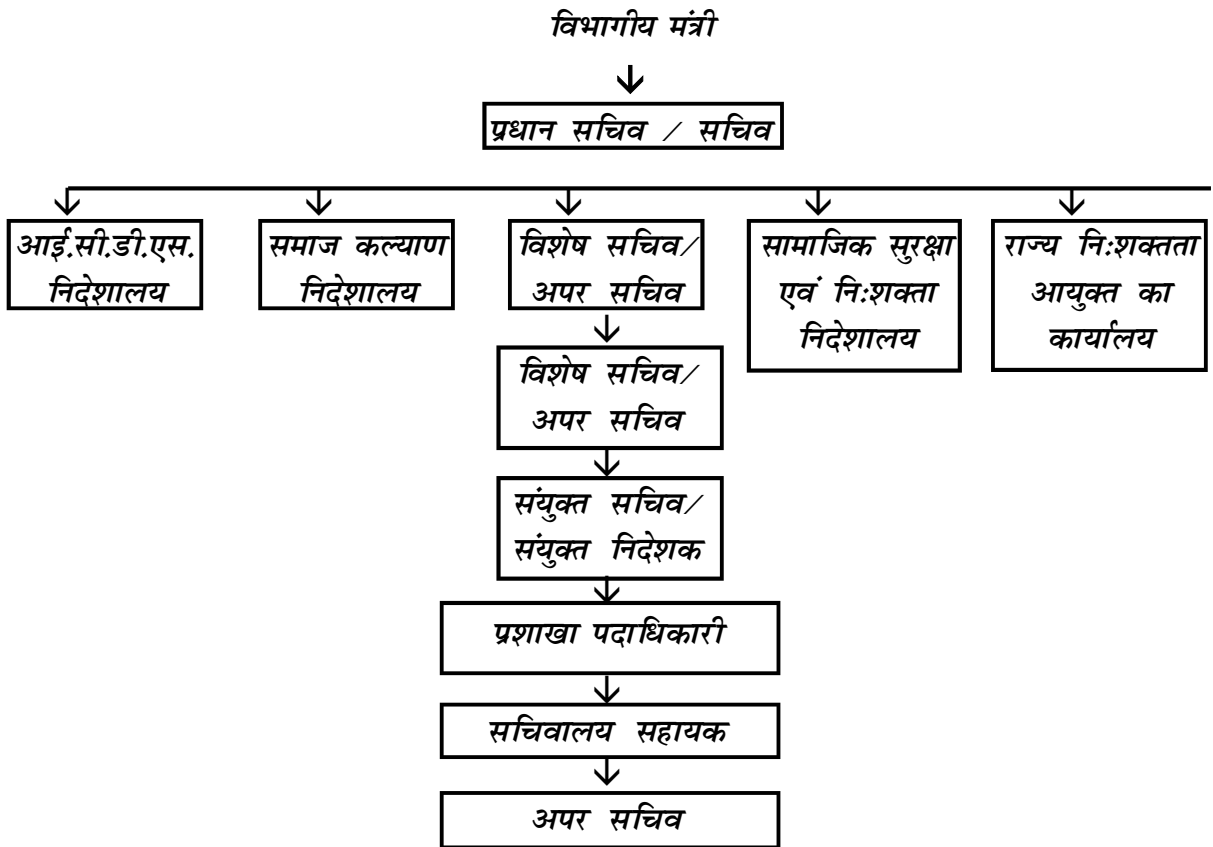 विभागीय मंत्री
प्रधान सचिव / सचिव
आई.सी.डी.एस.
निदेशालय
समाज कल्याण
निदेशालय
विशेष सचिव/
अपर सचिव
सामाजिक सुरक्षा
एवं निःशक्ता
निदेशालय
राज्य निःशक्तता
आयुक्त का
कार्यालय
विशेष सचिव/
अपर सचिव
संयुक्त सचिव/
संयुक्त निदेशक
प्रशाखा पदाधिकारी
सचिवालय सहायक
अपर सचिव